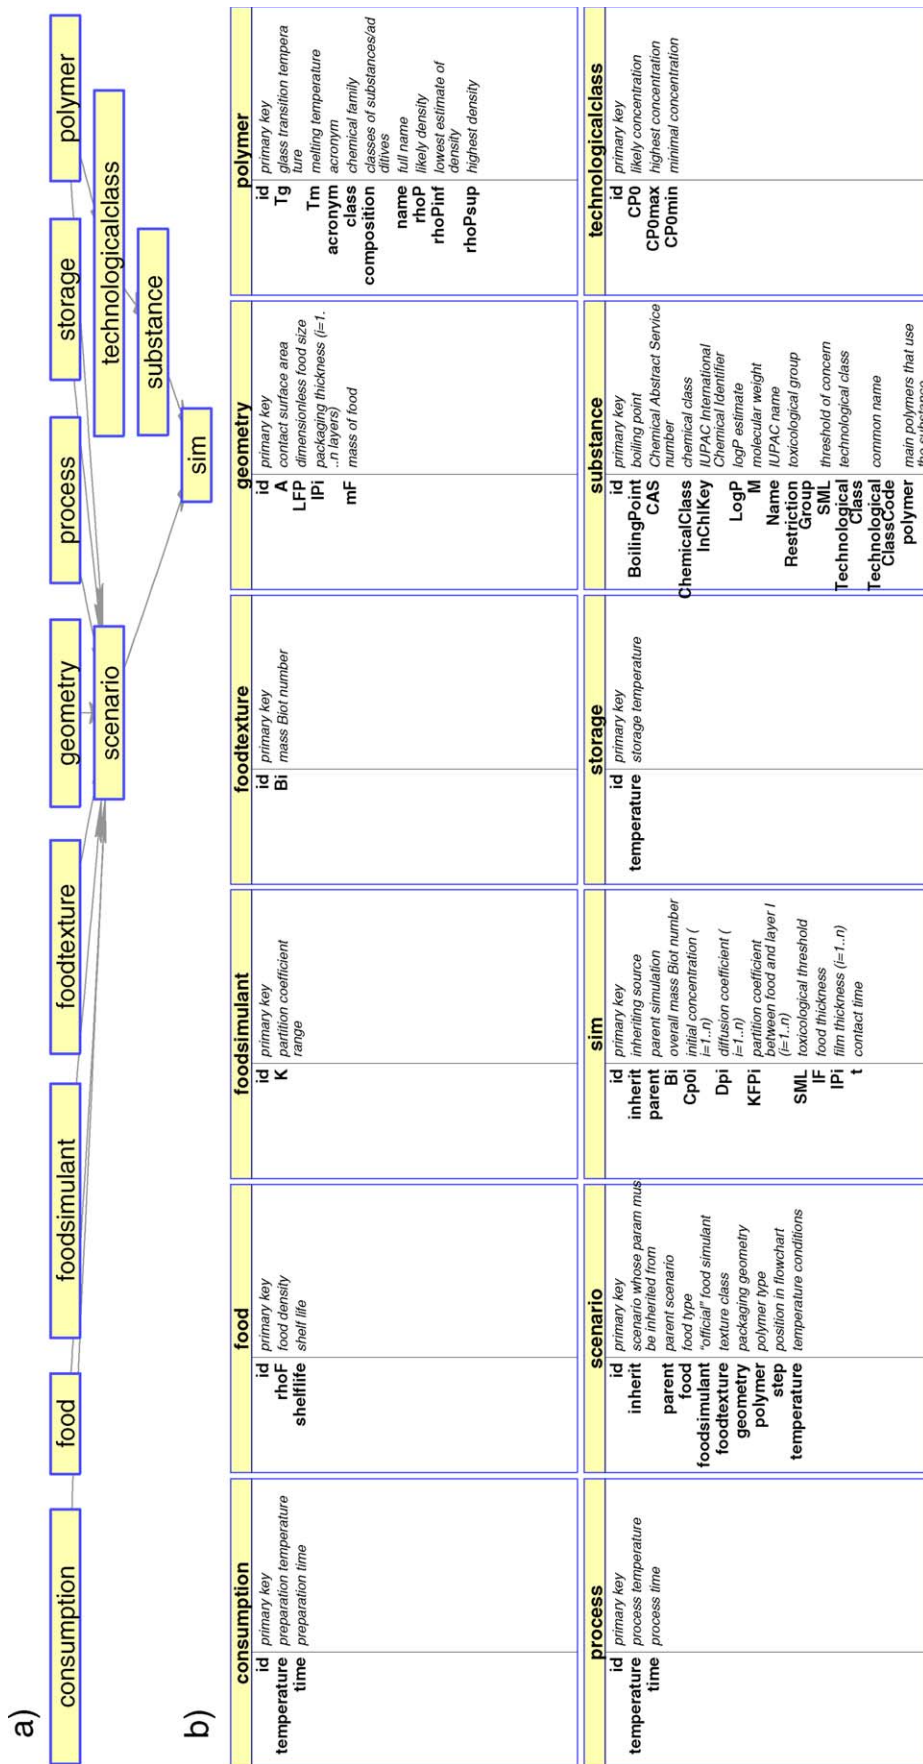 a)
consumption
food
foodsimulant
foodtexture
geometry
process
storage
polymer
scenario
technologicalclass
substance
sim
b)
consumption
id primary key
temperature preparation temperature
time preparation time
food
id primary key
rhoF food density
shelflife shelf life
foodsimulant
id primary key
K partition coefficient
range
foodtexture
id primary key
Bi mass Biot number
geometry
id primary key
A contact surface area
LFP dimensionless food size
lPi packaging thickness (i=1.
..n layers)
mF mass of food
polymer
id primary key
Tg glass transition tempera
ture
Tm melting temperature
acronym acronym
class chemical family
composition classes of substances/ad
ditives
name full name
rhoP likely density
rhoPinf lowest estimate of
density
rhoPsup highest density
process
id primary key
temperature process temperature
time process time
scenario
id primary key
inherit scenario whose param mus
be inherited from
parent parent scenario
food food type
foodsimulant "official" food simulant
foodtexture texture class
geometry packaging geometry
polymer polymer type
step position in flowchart
temperature temperature conditions
sim
id primary key
inherit inheriting source
parent parent simulation
Bi overall mass Biot number
Cp0i initial concentration (
i=1..n)
Dpi diffusion coefficient (
i=1..n)
KFPi partition coefficient
between food and layer I
(i=1..n)
SML toxicological threshold
lF food thickness
lPi film thickness (i=1..n)
t contact time
storage
id primary key
temperature storage temperature
substance
id primary key
BoilingPoint boiling point
CAS Chemical Abstract Service
number
ChemicalClass chemical class
InChIKey IUPAC International
Chemical Identifier
LogP logP estimate
M molecular weight
Name IUPAC name
Restriction toxicological group
Group
SML threshold of concern
Technological technological class
Class
Technological common name
ClassCode
polymer main polymers that use
the substance
technologicalclass
id primary key
CP0 likely concentration
CP0max highest concentration
CP0min minimal concentration